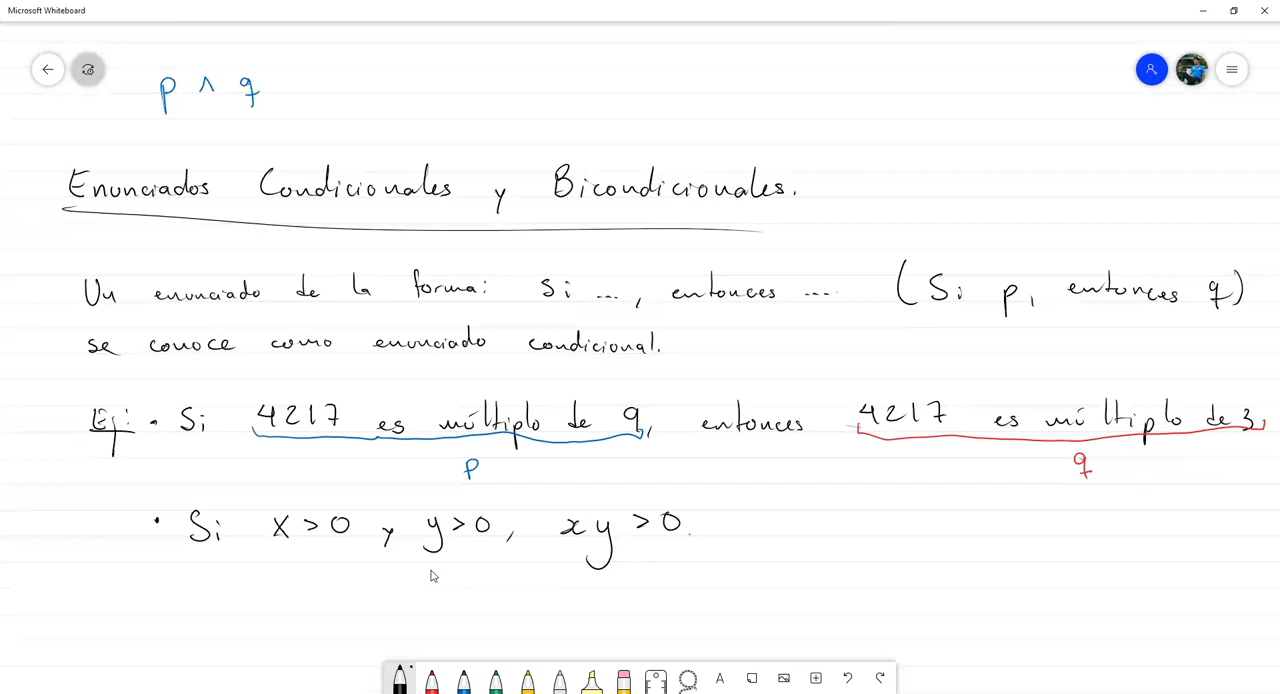 Microsoft Whiteboard
p ∧ q
Enunciados Condicionales y Bicondicionales.
Un enunciado de la forma: Si ..., entonces ... (Si p, entonces q)
se conoce como enunciado condicional.
Ej: • Si 4217 es múltiplo de 9, entonces 4217 es múltiplo de 3
p q
• Si x > 0 y y > 0, xy > 0.
A